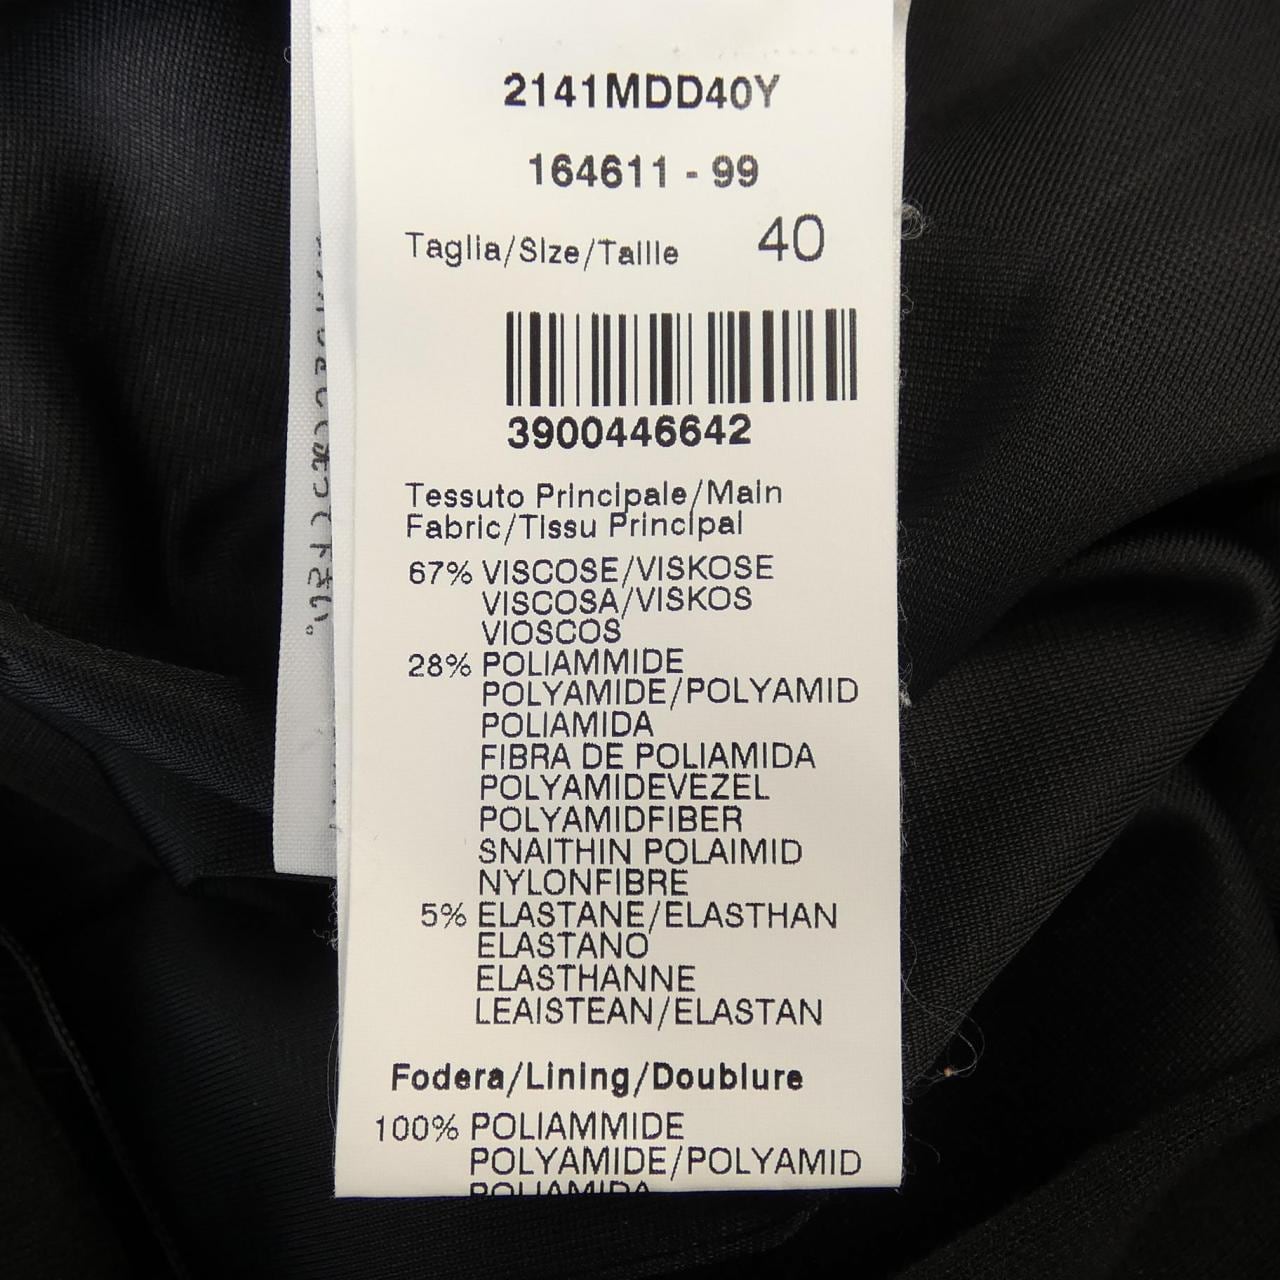 2141MDD40Y
164611 - 99
Taglia/Size/Taille 40
3900446642
Tessuto Principale/Main
Fabric/Tissu Principal
67% VISCOSE/VISKOSE
VISCOSA/VISKOS
VIOSCOS
28% POLIAMMIDE
POLYAMIDE/POLYAMID
POLIAMIDA
FIBRA DE POLIAMIDA
POLYAMIDEVEZEL
POLYAMIDFIBER
SNAITHIN POLAIMID
NYLONFIBRE
5% ELASTANE/ELASTHAN
ELASTANO
ELASTHANNE
LEAISTEAN/ELASTAN
Fodera/Lining/Doublure
100% POLIAMMIDE
POLYAMIDE/POLYAMID
POLIAMIDA